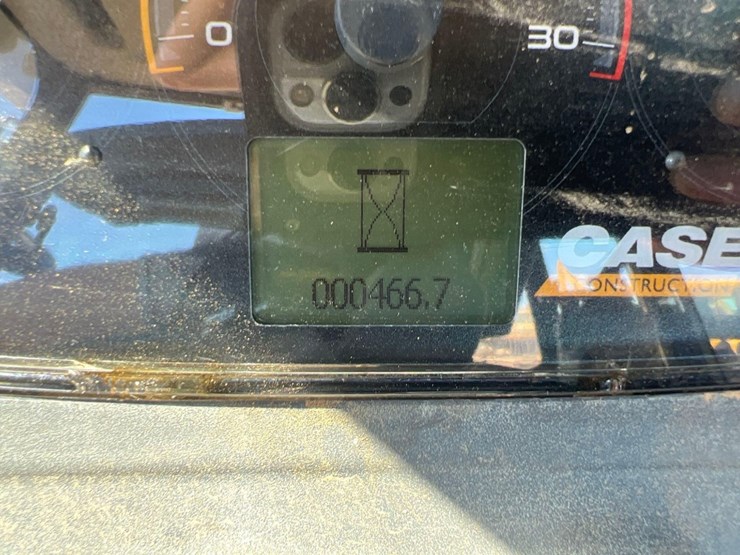 0
30
CASE
CONSTRUCTION
000466.7